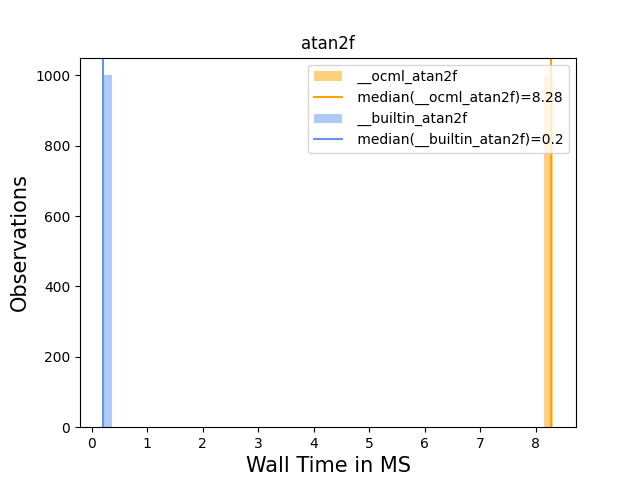 atan2f
1000
800
600
400
200
0
Observations
__ocml_atan2f
median(__ocml_atan2f)=8.28
__builtin_atan2f
median(__builtin_atan2f)=0.2
0 1 2 3 4 5 6 7 8
Wall Time in MS